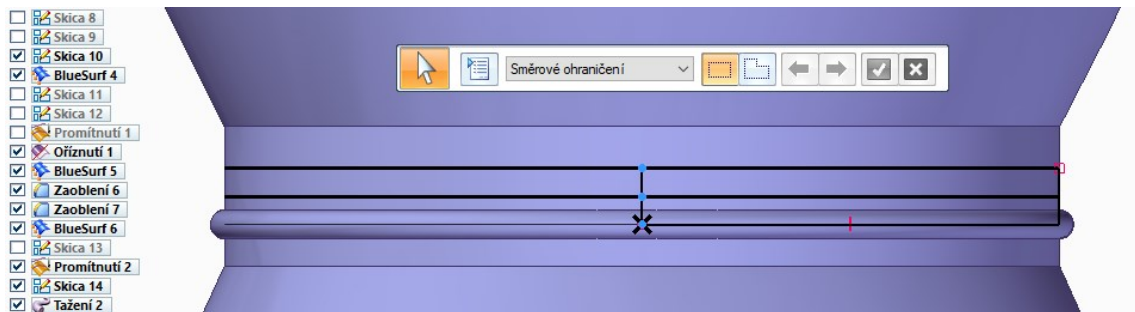 Skica 8
Skica 9
Skica 10
BlueSurf 4
Skica 11
Skica 12
Promítnutí 1
Oříznutí 1
BlueSurf 5
Zaoblení 6
Zaoblení 7
BlueSurf 6
Skica 13
Promítnutí 2
Skica 14
Tažení 2
Směrové ohraničení